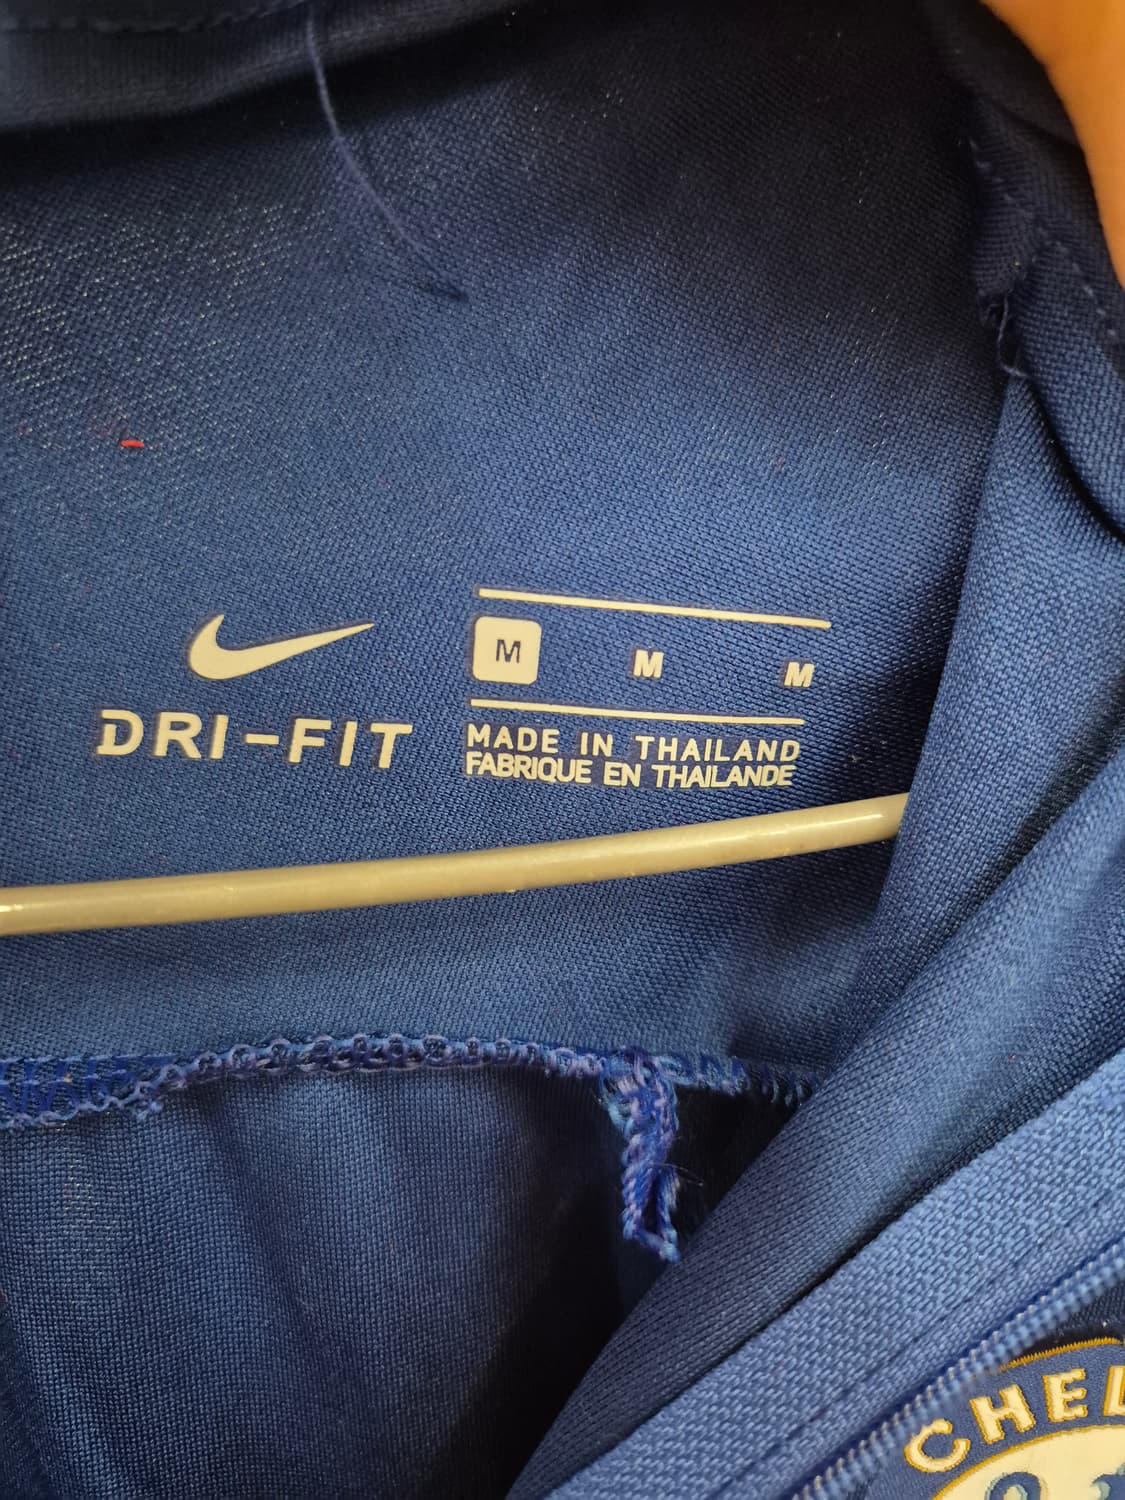 DRI-FIT
M M M
MADE IN THAILAND
FABRIQUE EN THAILANDE
CHEL